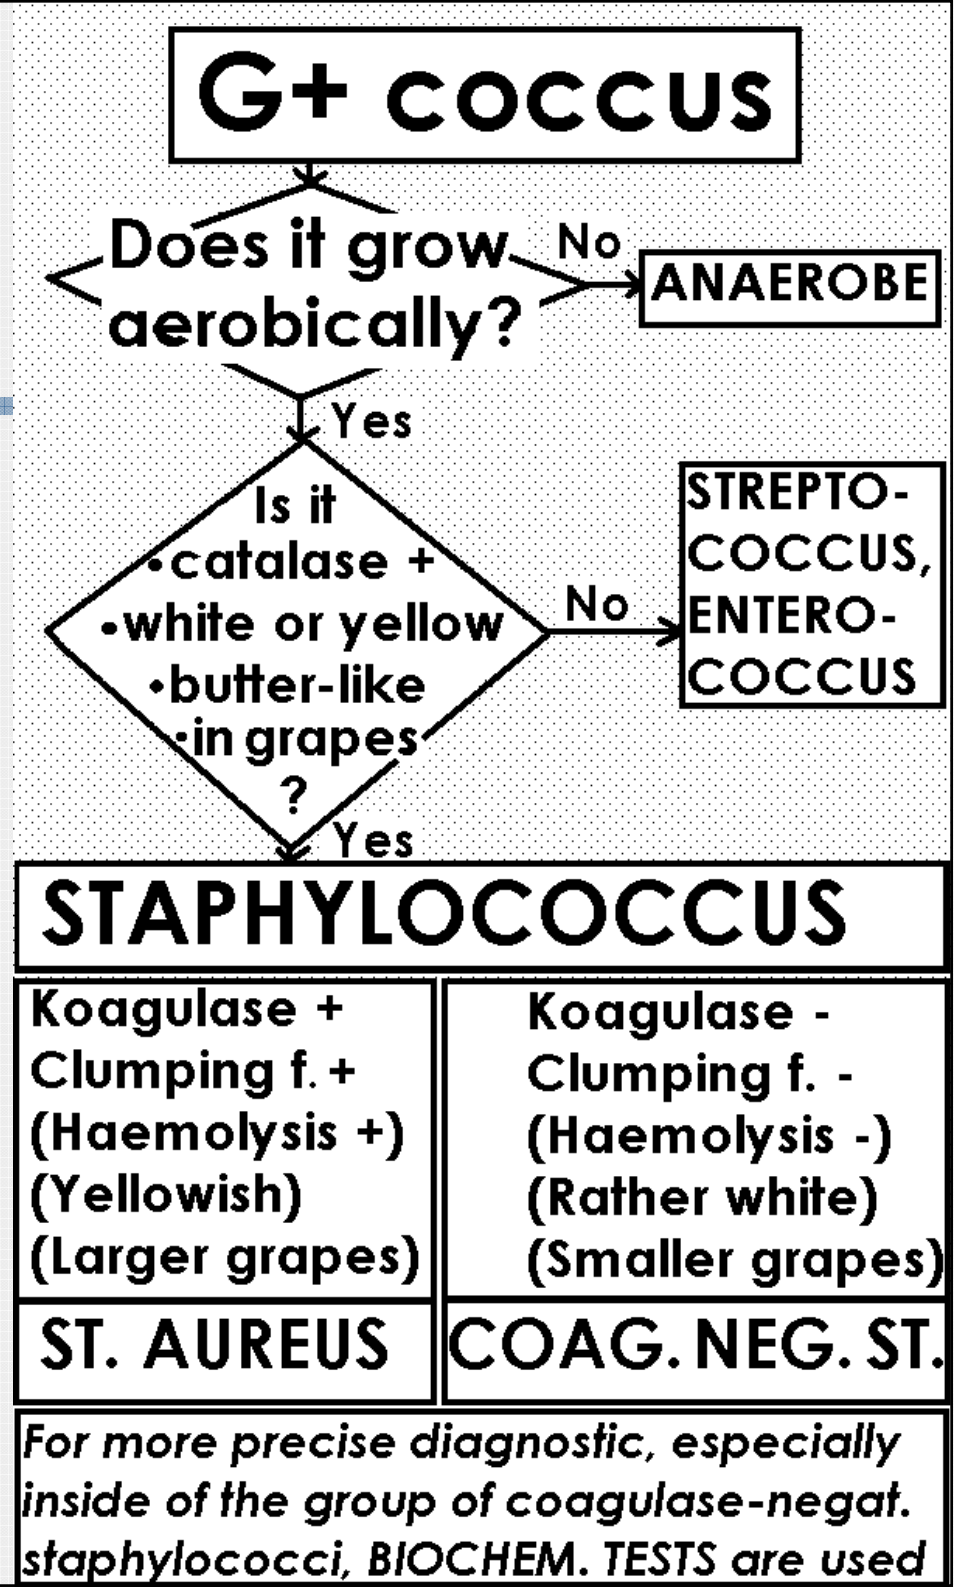 G+ coccus
Does it grow
aerobically?
No
ANAEROBE
Yes
Is it
•catalase +
•white or yellow
•butter-like
•in grapes
?
No
STREPTO-
COCCUS,
ENTERO-
COCCUS
Yes
STAPHYLOCOCCUS
Koagulase +
Clumping f. +
(Haemolysis +)
(Yellowish)
(Larger grapes)
ST. AUREUS
Koagulase -
Clumping f. -
(Haemolysis -)
(Rather white)
(Smaller grapes)
COAG. NEG. ST.
For more precise diagnostic, especially
inside of the group of coagulase-negat.
staphylococci, BIOCHEM. TESTS are used